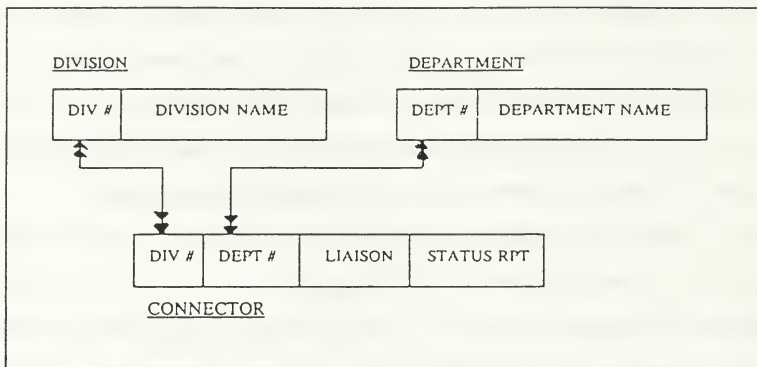 DIVISION
DEPARTMENT
DIV # DIVISION NAME
DEPT # DEPARTMENT NAME
DIV # DEPT # LIAISON STATUS RPT
CONNECTOR